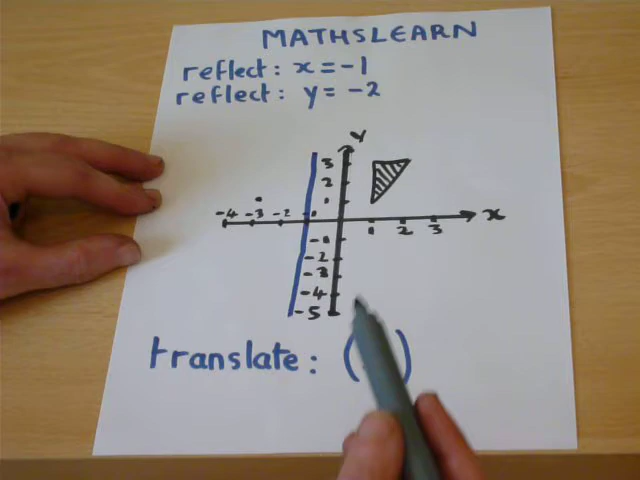 MATHSLEARN
reflect: x = -1
reflect: y = -2
Y
3
2
1
-4 -3 -2 -1
x
1 2 3
-1
-2
-3
-4
-5
translate: ( )